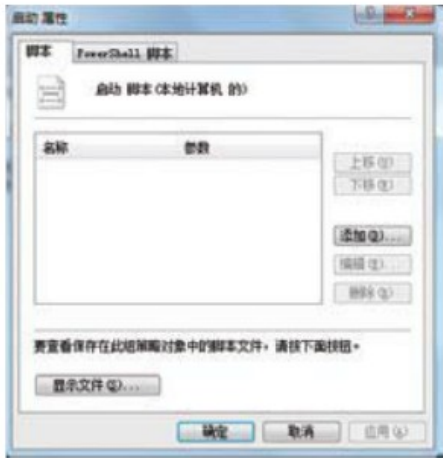 启动 属性
脚本 PowerShell 脚本
启动 脚本(本地计算机 的)
名称 参数
上移(U)
下移(D)
添加(D)...
编辑(E)...
删除(R)
要查看保存在此组策略对象中的脚本文件，请按下面按钮。
显示文件(S)...
确定 取消 应用(A)